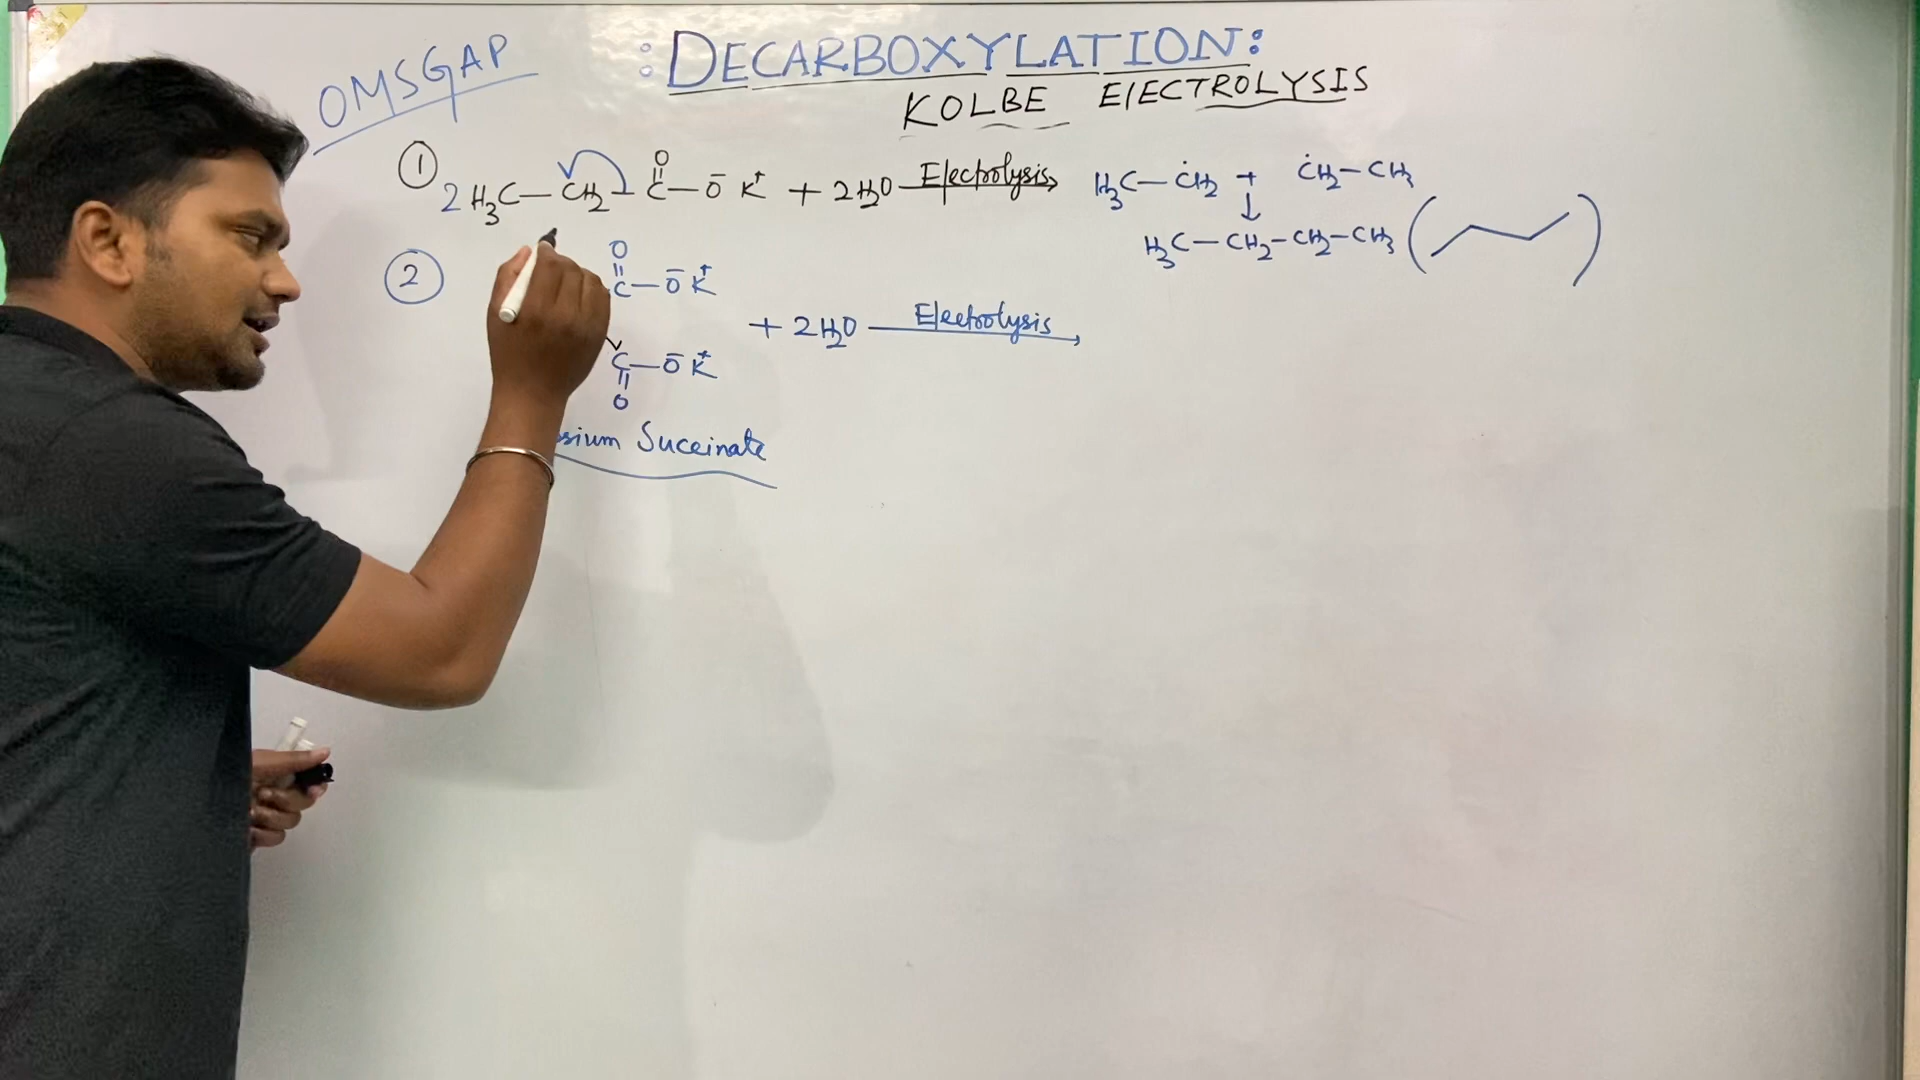 OMSGAP
: DECARBOXYLATION:
KOLBE ElECTROLYSIS
① 2 H₃C—CH₂—C(=O)—O⁻ K⁺ + 2H₂O —Electrolysis→ H₃C—ĊH₂ + ĊH₂—CH₃
↓
H₃C—CH₂—CH₂—CH₃ ( )
② O
||
C—O⁻ K⁺
+ 2H₂O —Electrolysis→
C—O⁻ K⁺
||
O
Succinate